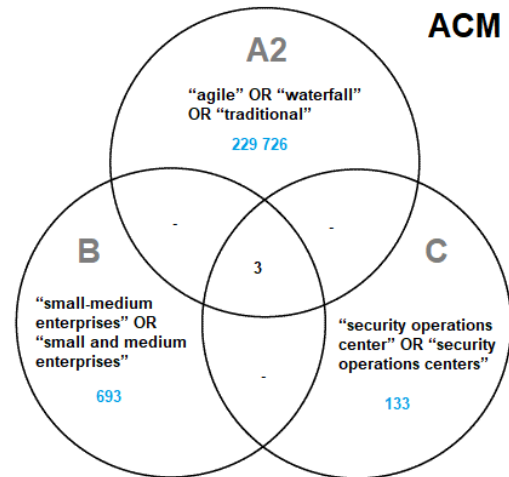 ACM
A2
“agile” OR “waterfall”
OR “traditional”
229 726
-
-
B
C
3
“small-medium
enterprises” OR
“small and medium
enterprises”
693
“security operations
center” OR “security
operations centers”
133
-